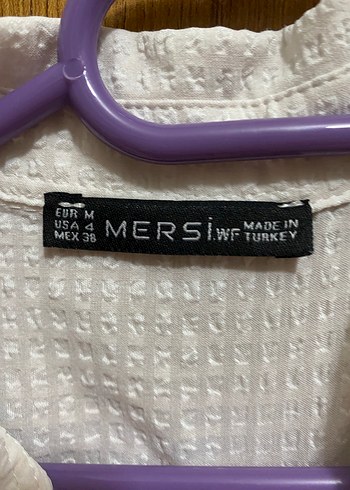 EUR M
USA 4
MEX 38
MERSİ.WF
MADE IN
TURKEY